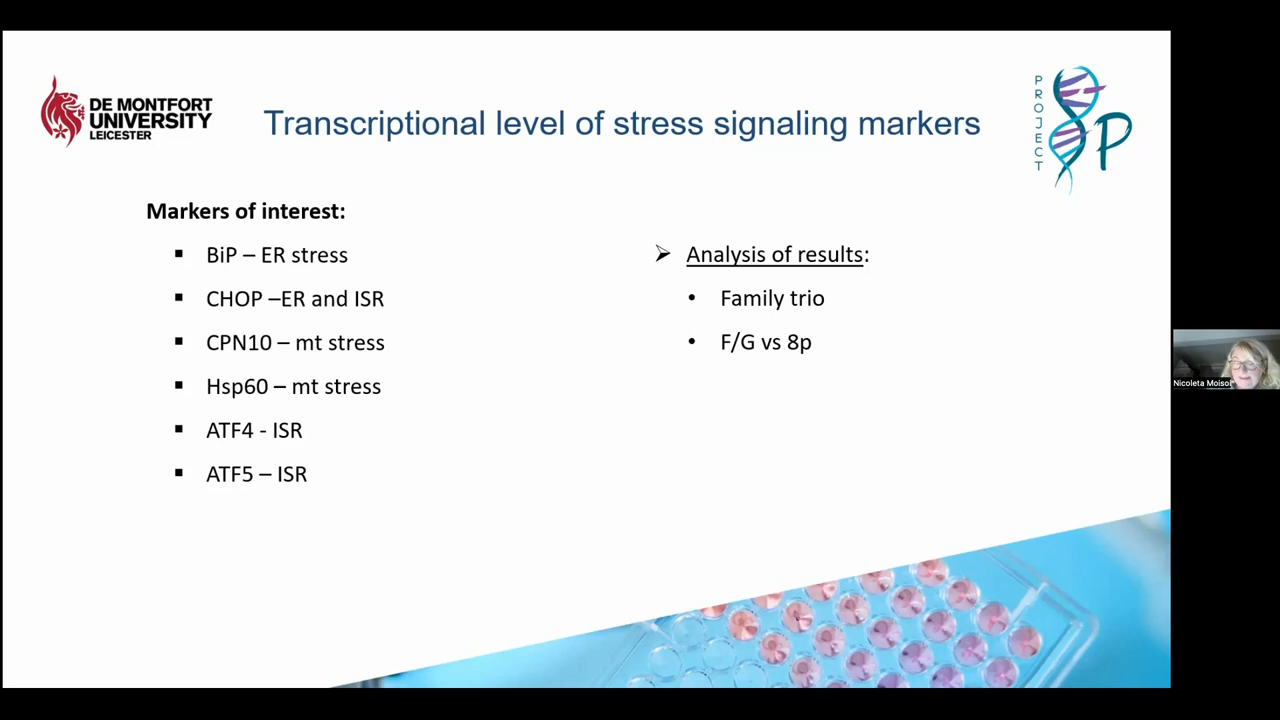 DE MONTFORT
UNIVERSITY
LEICESTER
Transcriptional level of stress signaling markers
PROJECT
8P
Markers of interest:
BiP – ER stress
CHOP –ER and ISR
CPN10 – mt stress
Hsp60 – mt stress
ATF4 - ISR
ATF5 – ISR
Analysis of results:
Family trio
F/G vs 8p
Nicoleta Moisoi